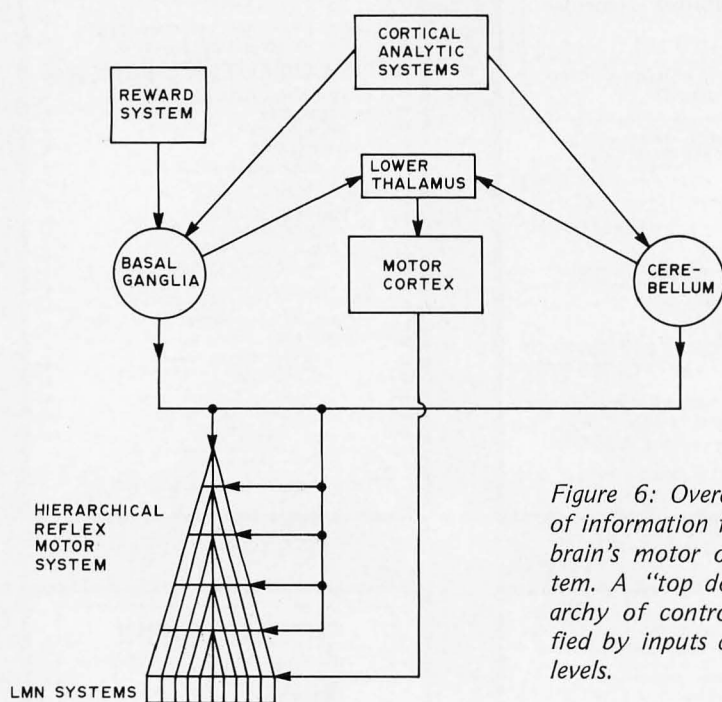 CORTICAL
ANALYTIC
SYSTEMS
REWARD
SYSTEM
LOWER
THALAMUS
BASAL
GANGLIA
MOTOR
CORTEX
CERE-
BELLUM
HIERARCHICAL
REFLEX
MOTOR
SYSTEM
LMN SYSTEMS
Figure 6: Overa
of information f
brain's motor o
tem. A "top do
archy of contro
fied by inputs o
levels.